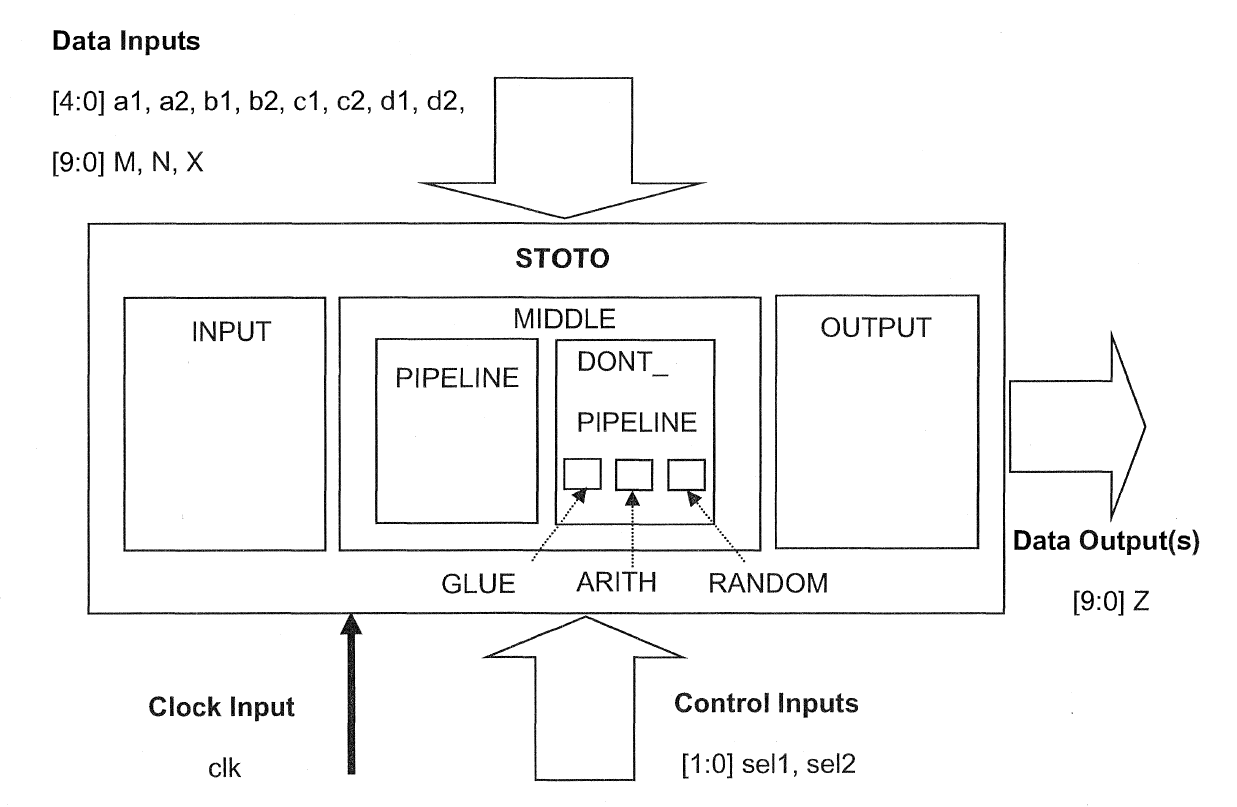 Data Inputs
[4:0] a1, a2, b1, b2, c1, c2, d1, d2,
[9:0] M, N, X
STOTO
INPUT
MIDDLE
PIPELINE
DONT_
PIPELINE
OUTPUT
GLUE
ARITH
RANDOM
Data Output(s)
[9:0] Z
Clock Input
clk
Control Inputs
[1:0] sel1, sel2